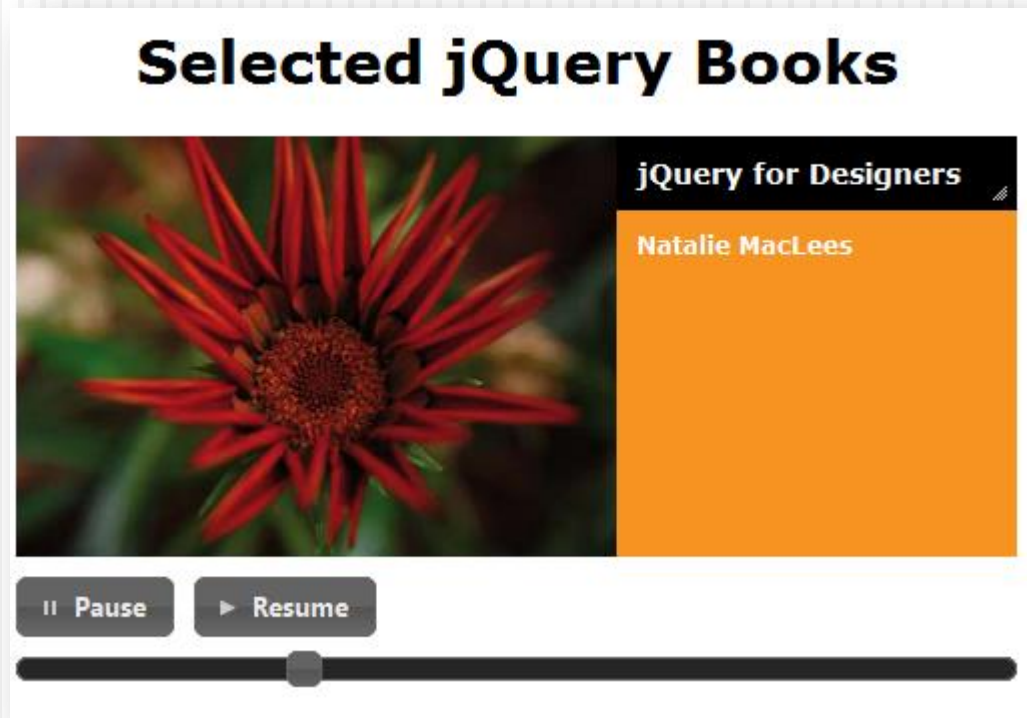 Selected jQuery Books
jQuery for Designers
Natalie MacLees
Pause
Resume